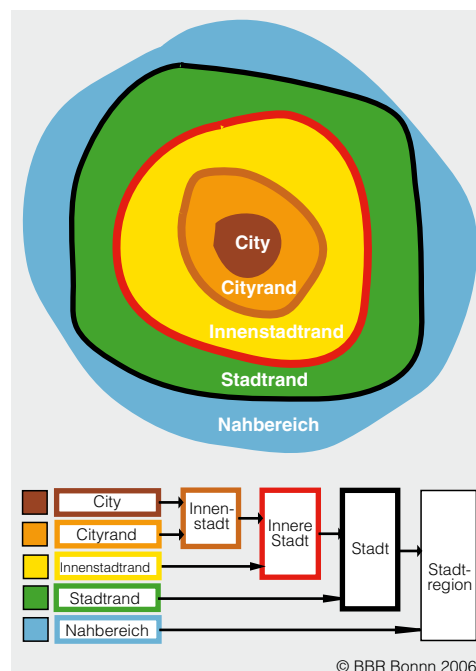 City
Cityrand
Innenstadtrand
Stadtrand
Nahbereich
City
Cityrand
Innenstadtrand
Stadtrand
Nahbereich
Innen-
stadt
Innere
Stadt
Stadt
Stadt-
region
© BBR Bonnn 2006